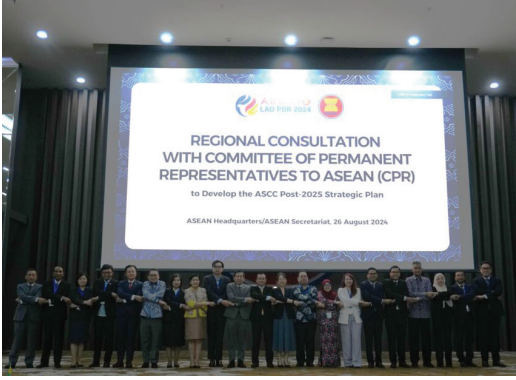 LAO PDR 2024
REGIONAL CONSULTATION
WITH COMMITTEE OF PERMANENT
REPRESENTATIVES TO ASEAN (CPR)
to Develop the ASCC Post-2025 Strategic Plan
ASEAN Headquarters/ASEAN Secretariat, 26 August 2024